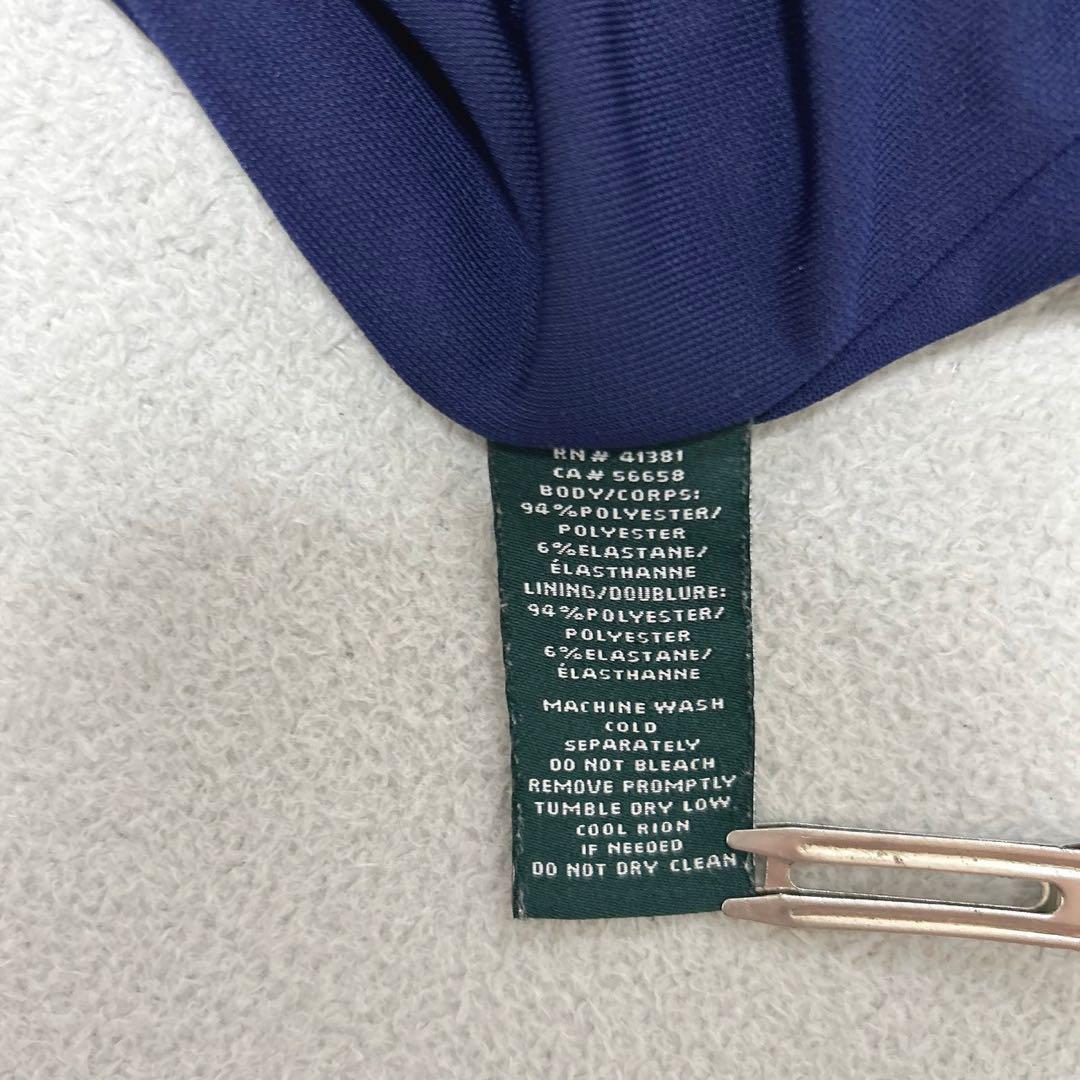 RN# 41381
CA# 56658
BODY/CORPS:
94%POLYESTER/
POLYESTER
6%ELASTANE/
ÉLASTHANNE
LINING/DOUBLURE:
94%POLYESTER/
POLYESTER
6%ELASTANE/
ÉLASTHANNE
MACHINE WASH
COLD
SEPARATELY
DO NOT BLEACH
REMOVE PROMPTLY
TUMBLE DRY LOW
COOL RION
IF NEEDED
DO NOT DRY CLEAN